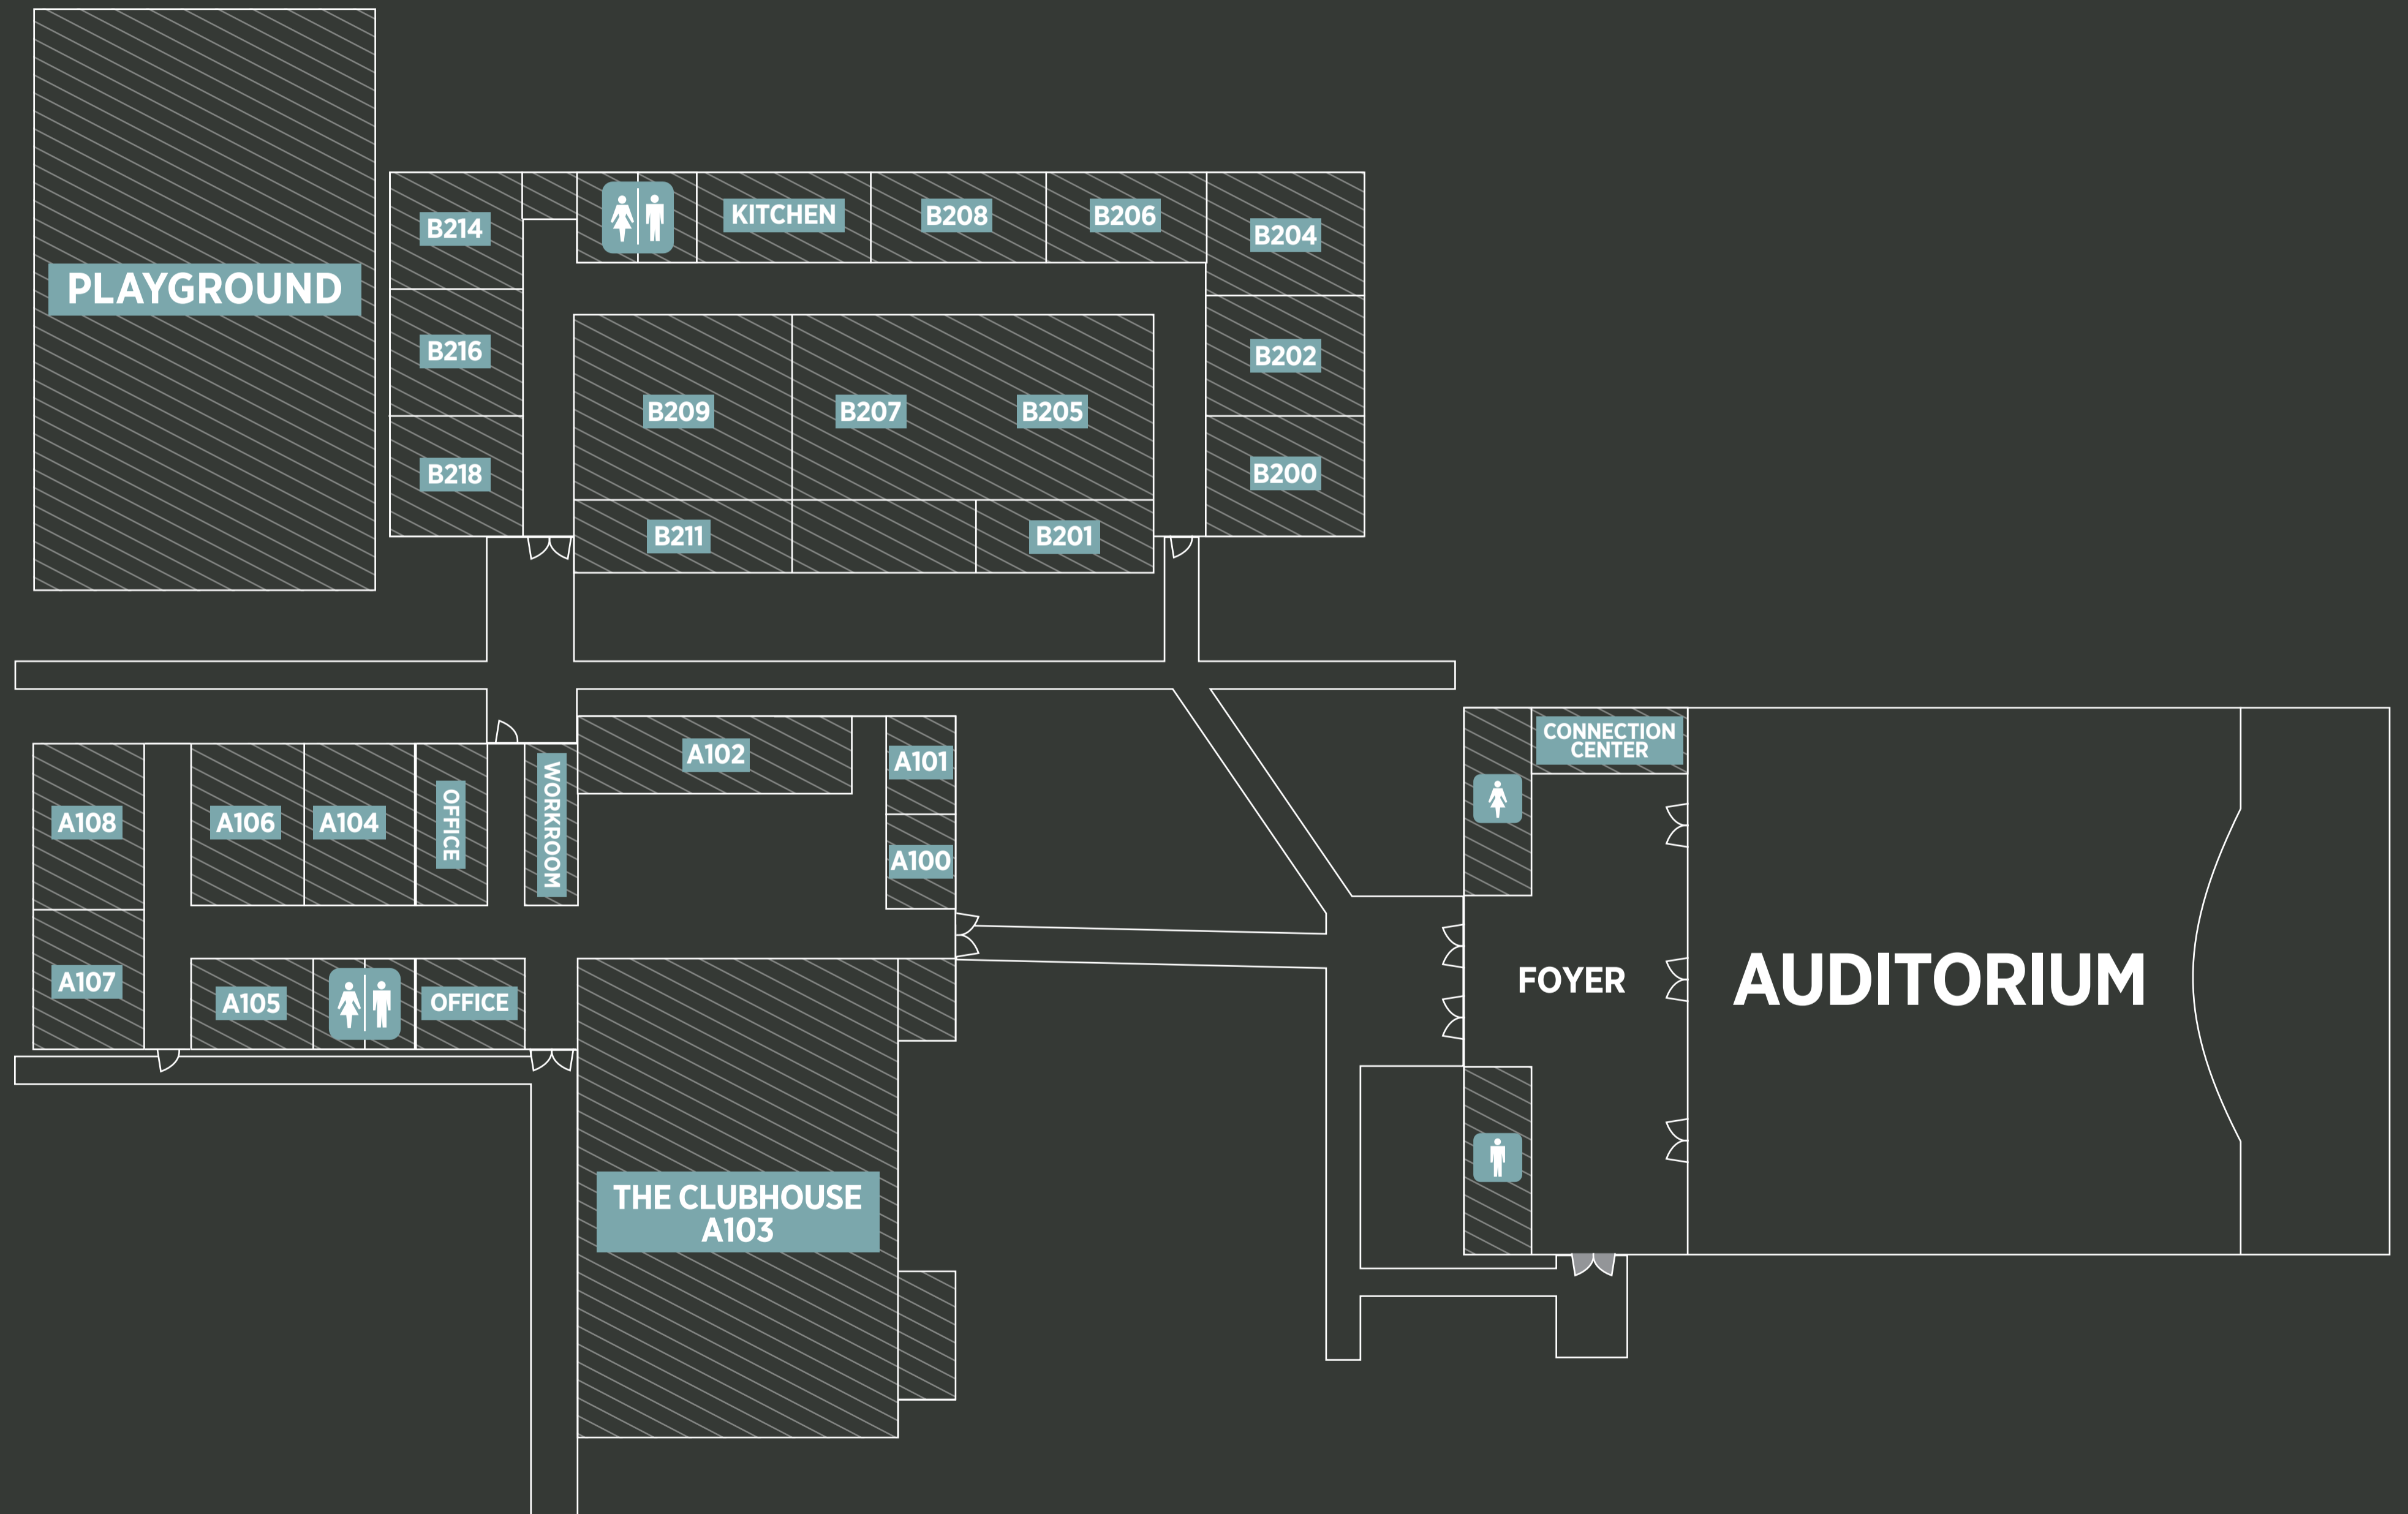 PLAYGROUND
B214
KITCHEN
B208
B206
B204
B216
B202
B209
B207
B205
B218
B200
B211
B201
A102
A101
CONNECTION
CENTER
A108
A106
A104
OFFICE
WORKROOM
A100
A107
A105
OFFICE
FOYER
AUDITORIUM
THE CLUBHOUSE
A103